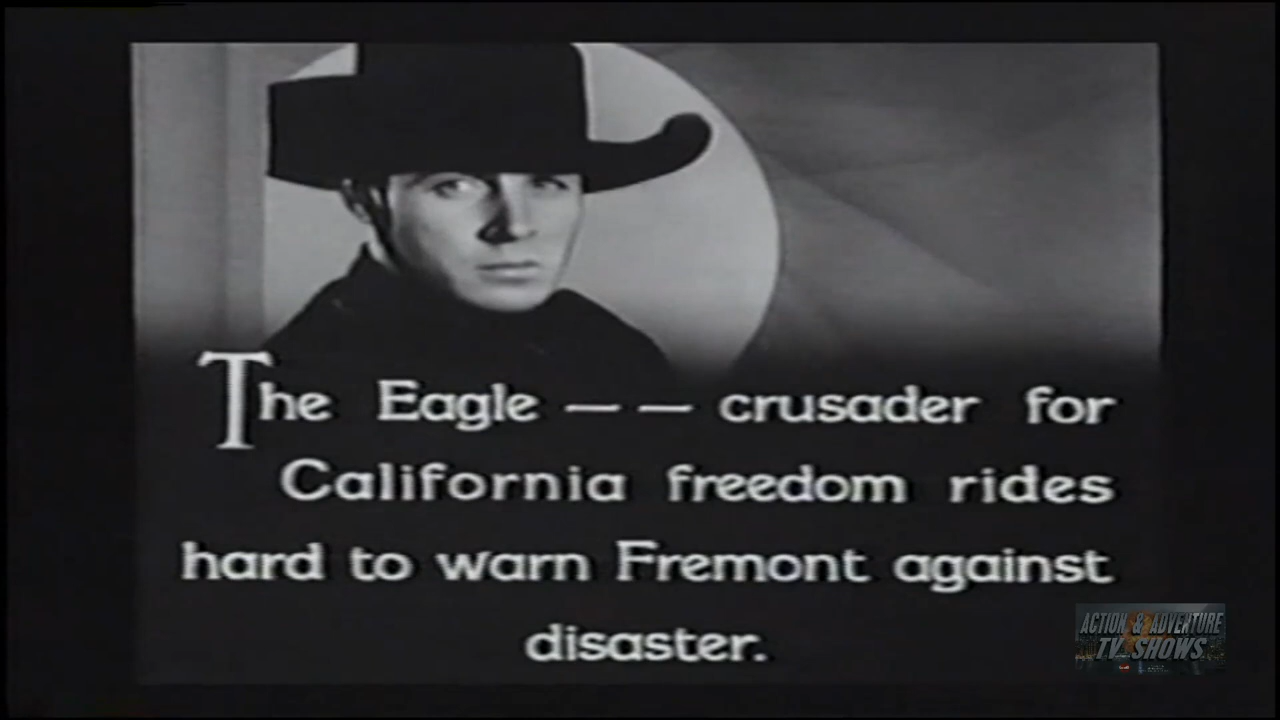 The Eagle –– crusader for
California freedom rides
hard to warn Fremont against
disaster.
ACTION & ADVENTURE
TV SHOWS